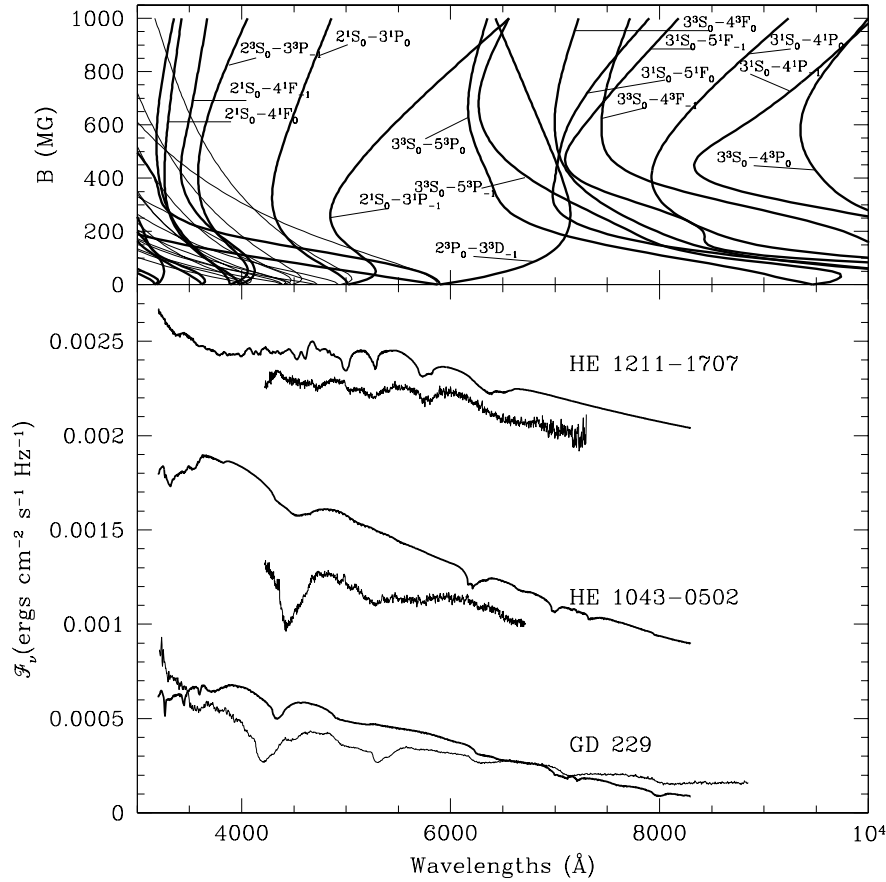 1000
800
600
400
200
0
B (MG)
2³S₀−3³P₋₁
2¹S₀−3¹P₀
2¹S₀−4¹F₋₁
2¹S₀−4¹F₀
3³S₀−5³P₀
3³S₀−5³P₋₁
2¹S₀−3¹P₋₁
2³P₀−3³D₋₁
3³S₀−4³F₀
3¹S₀−5¹F₋₁
3¹S₀−4¹P₀
3¹S₀−5¹F₀
3¹S₀−4¹P₋₁
3³S₀−4³F₋₁
3³S₀−4³P₀
0.0025
0.002
0.0015
0.001
0.0005
0
ℱᵥ(ergs cm⁻² s⁻¹ Hz⁻¹)
HE 1211−1707
HE 1043−0502
GD 229
4000 6000 8000 10⁴
Wavelengths (Å)